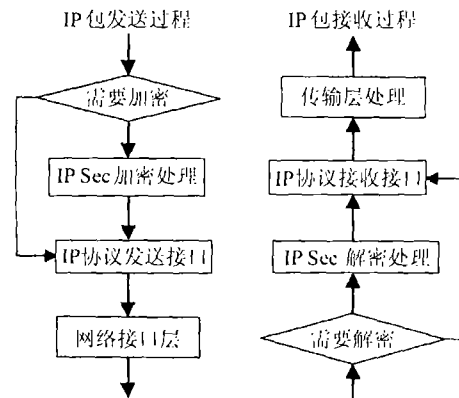 IP包发送过程
需要加密
IP Sec 加密处理
IP协议发送接口
网络接口层
IP包接收过程
传输层处理
IP协议接收接口
IP Sec 解密处理
需要解密